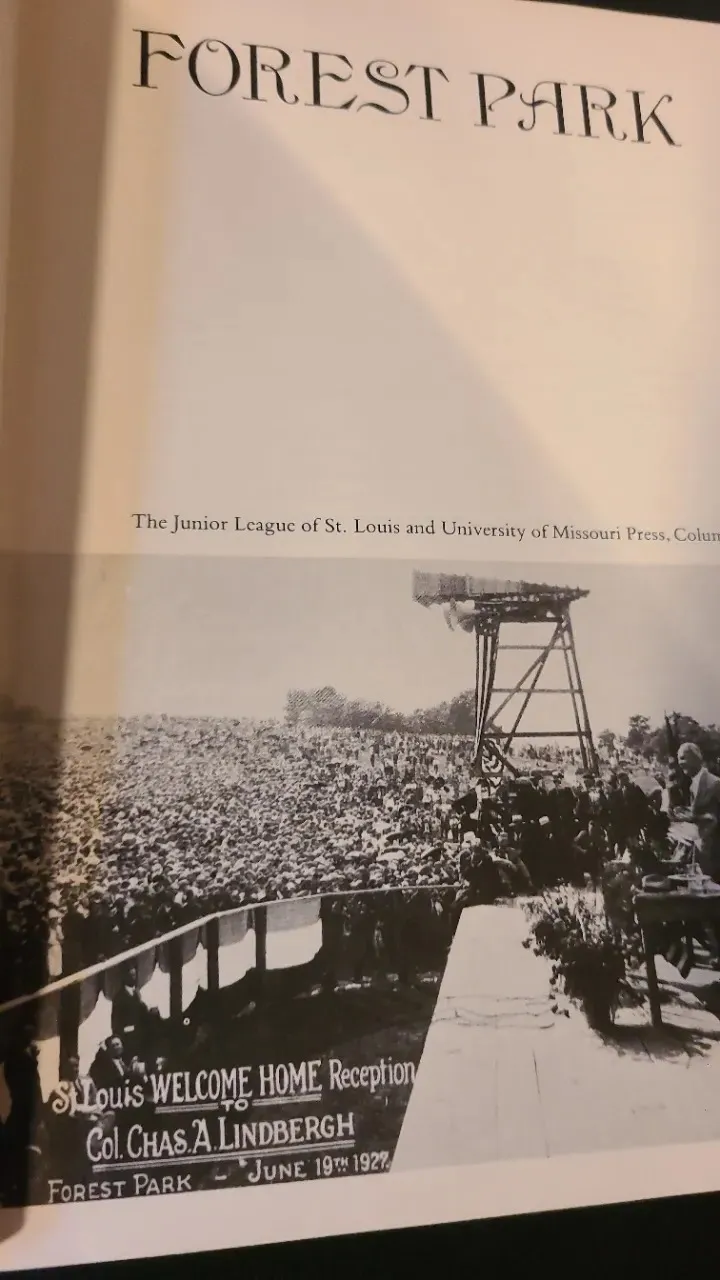 FOREST PARK
The Junior League of St. Louis and University of Missouri Press, Colum
St. Louis' WELCOME HOME Reception
TO
Col. CHAS. A. LINDBERGH
FOREST PARK - JUNE 19TH 1927.